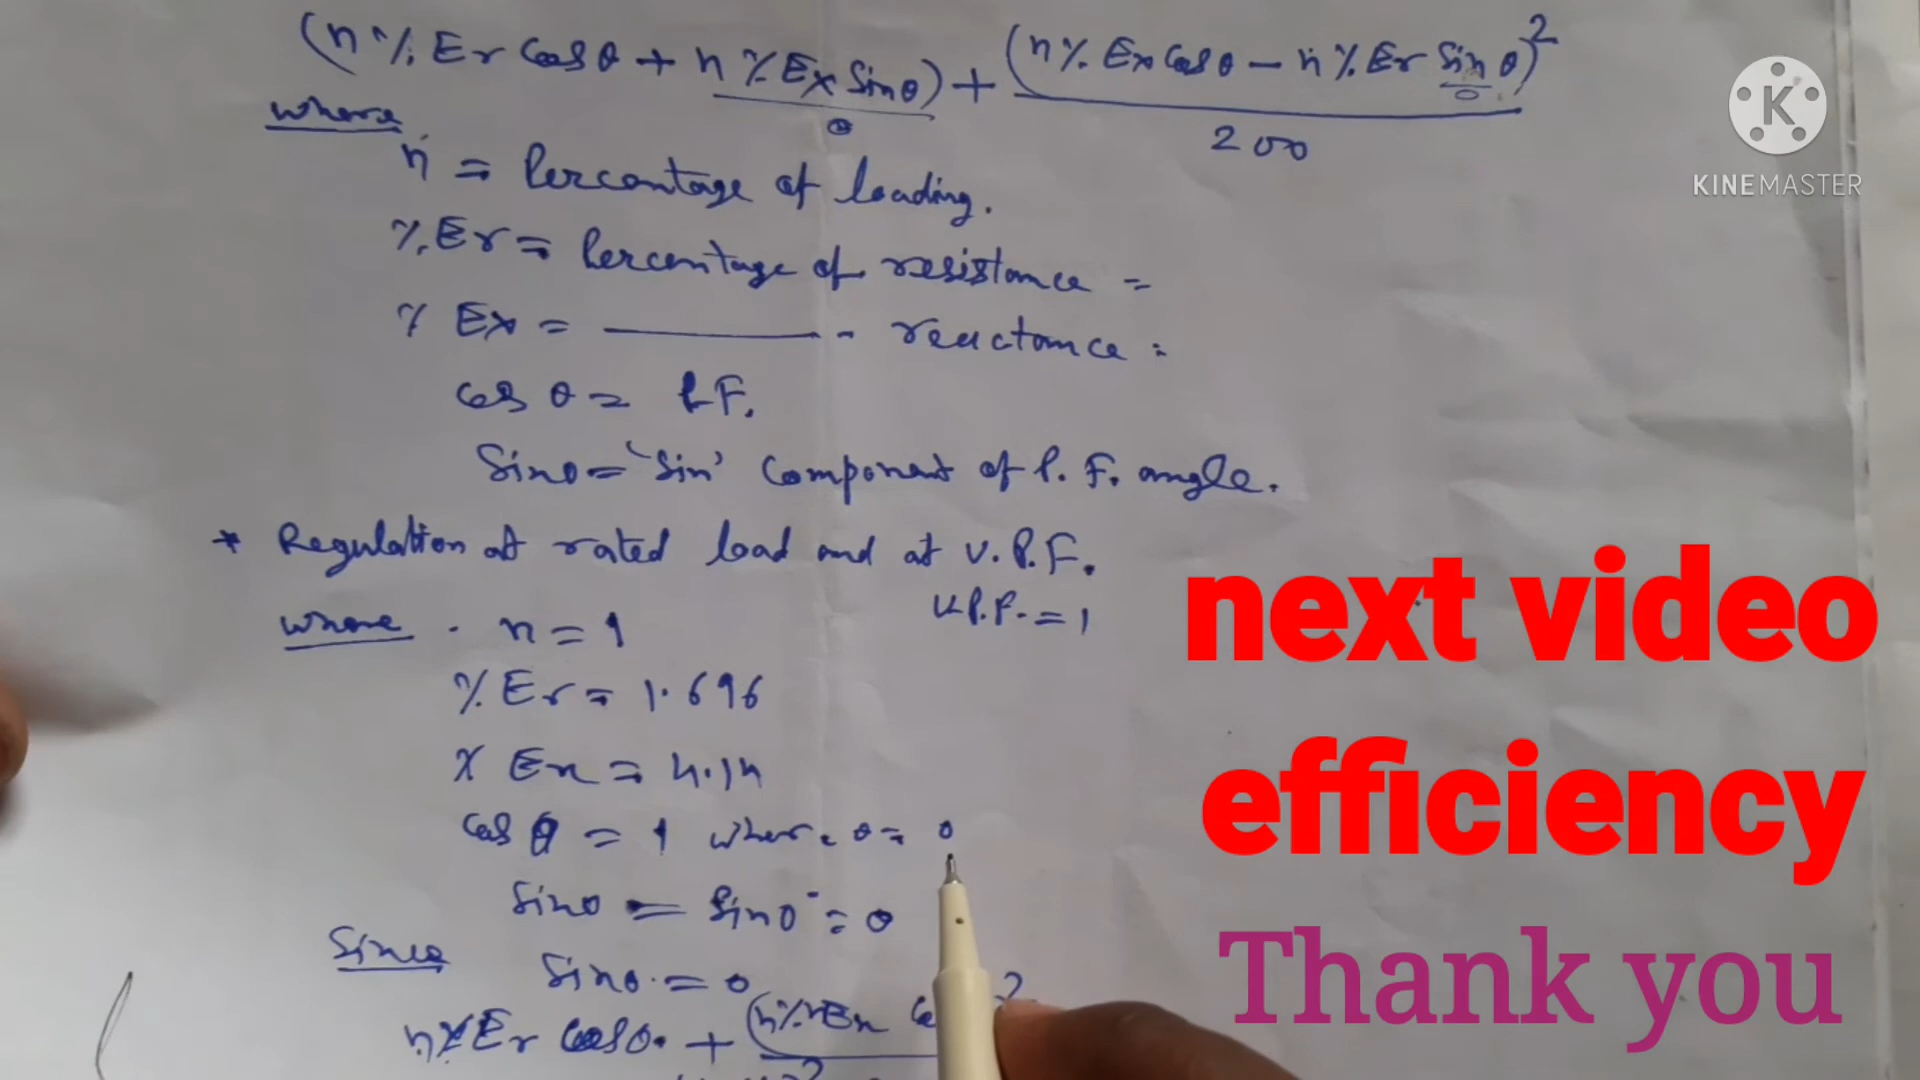 (n % Er Cosθ + n % Ex Sinθ) + (n % Ex Cosθ - n % Er Sinθ)²
0 0
200
where
n = Percentage of loading.
% Er = Percentage of resistance =
% Ex = ———— - reactance =
Cos θ = P.F.
Sinθ = 'Sin' Component of P. F. angle.
* Regulation at rated load and at U.P.F.
U.P.F. = 1
where . n = 1
% Er = 1.696
% Ex = 4.14
Cos θ = 1 where θ = 0
Sinθ = Sin0° = 0
Since Sinθ = 0
n % Er Cosθ + (n % Ex
KINEMASTER
next video
efficiency
Thank you